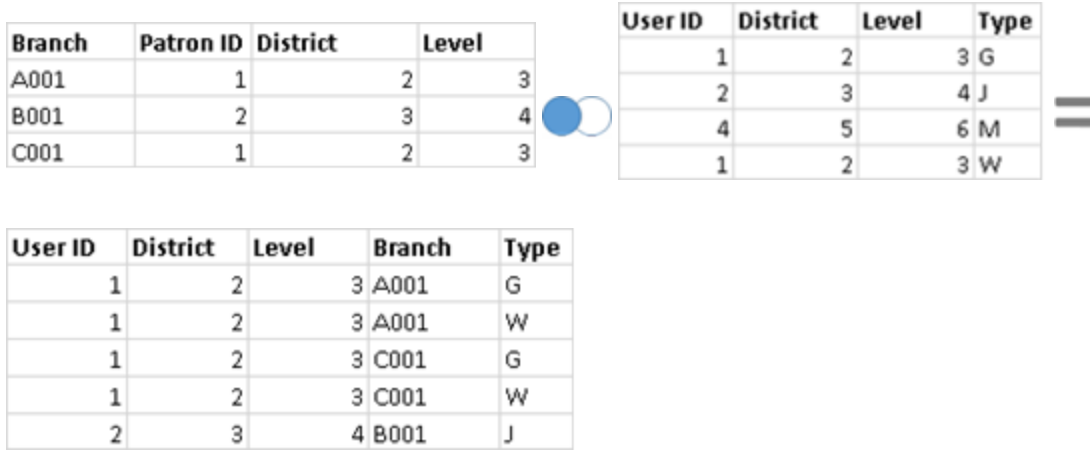 Branch Patron ID District Level
A001 1 2 3
B001 2 3 4
C001 1 2 3
User ID District Level Type
1 2 3 G
2 3 4 J
4 5 6 M
1 2 3 W
User ID District Level Branch Type
1 2 3 A001 G
1 2 3 A001 W
1 2 3 C001 G
1 2 3 C001 W
2 3 4 B001 J